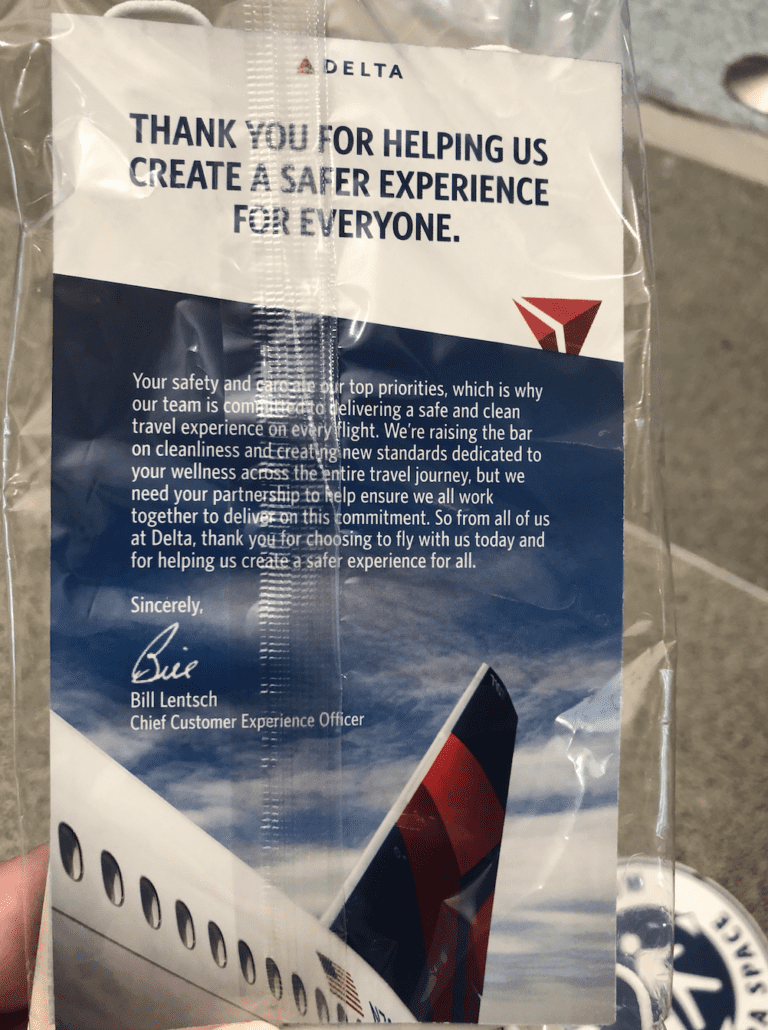 DELTA
THANK YOU FOR HELPING US
CREATE A SAFER EXPERIENCE
FOR EVERYONE.
Your safety and care are our top priorities, which is why
our team is committed to delivering a safe and clean
travel experience on every flight. We're raising the bar
on cleanliness and creating new standards dedicated to
your wellness across the entire travel journey, but we
need your partnership to help ensure we all work
together to deliver on this commitment. So from all of us
at Delta, thank you for choosing to fly with us today and
for helping us create a safer experience for all.
Sincerely,
Bill
Bill Lentsch
Chief Customer Experience Officer
SPACE